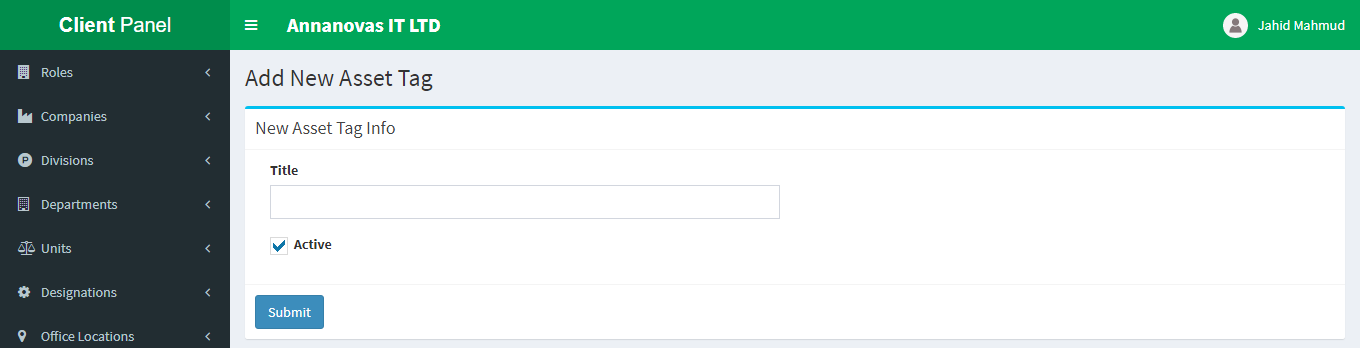 Client Panel
Annanovas IT LTD
Jahid Mahmud
Roles
Companies
Divisions
Departments
Units
Designations
Office Locations
Add New Asset Tag
New Asset Tag Info
Title
Active
Submit